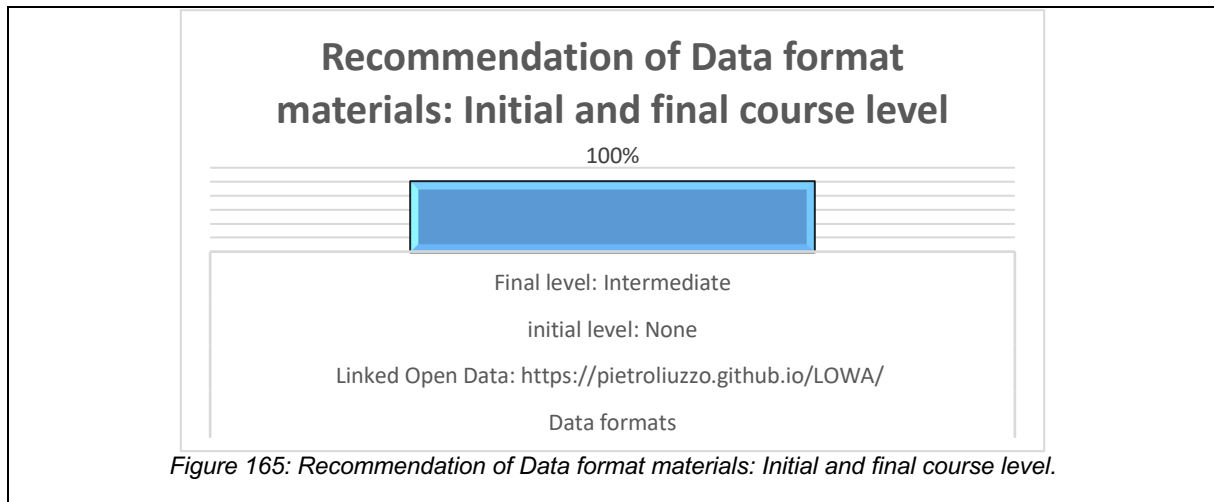 Recommendation of Data format
materials: Initial and final course level
100%
Final level: Intermediate
initial level: None
Linked Open Data: https://pietroliuzzo.github.io/LOWA/
Data formats
Figure 165: Recommendation of Data format materials: Initial and final course level.